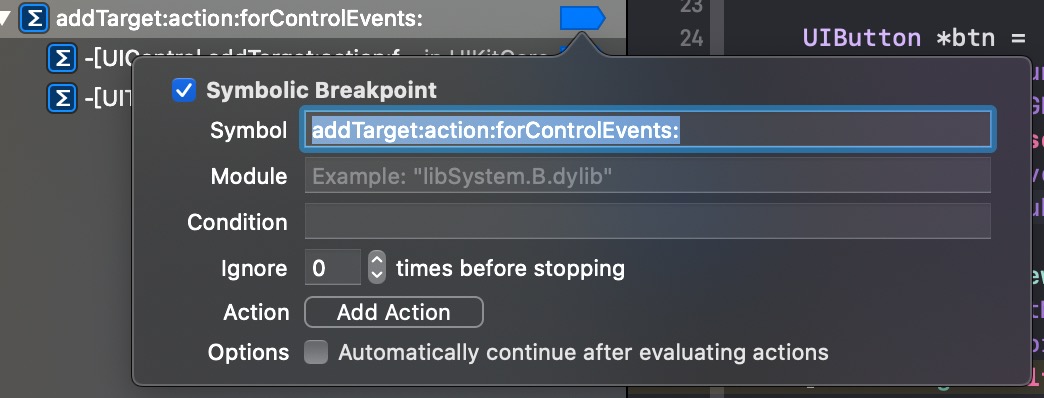 addTarget:action:forControlEvents:
23
24 UIButton *btn =
-[UIControl addTarget:action:f... in UIKitCore
-[UIT
Symbolic Breakpoint
Symbol addTarget:action:forControlEvents:
Module Example: "libSystem.B.dylib"
Condition
Ignore 0 times before stopping
Action Add Action
Options Automatically continue after evaluating actions